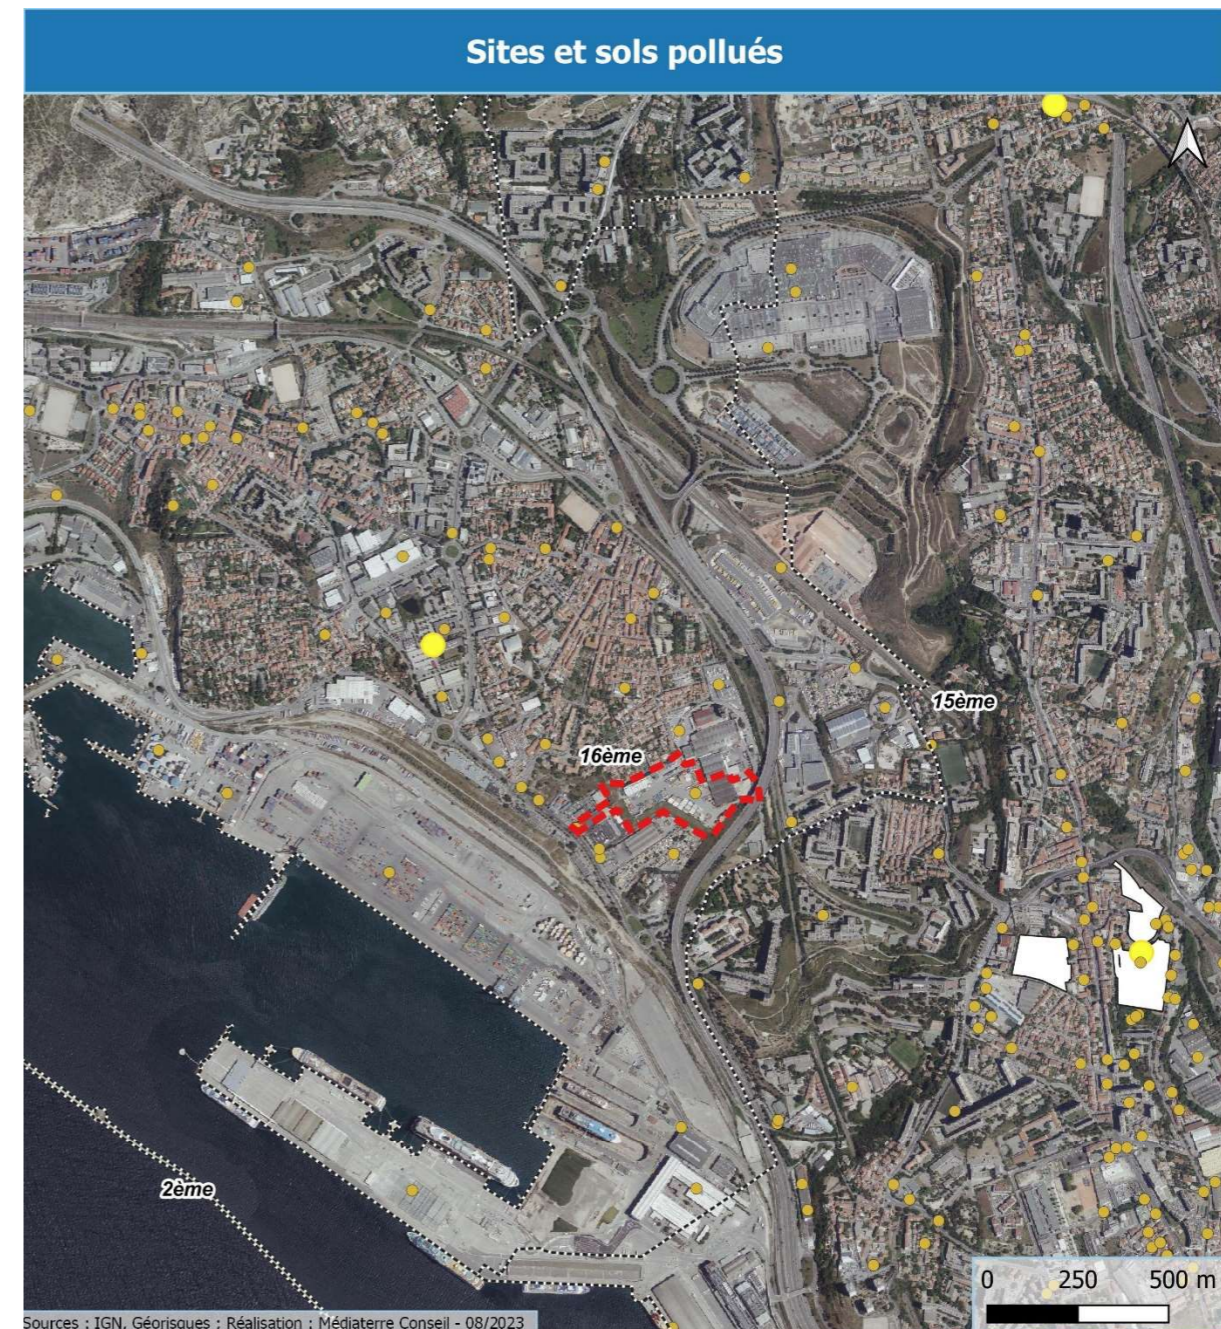 Sites et sols pollués
15ème
16ème
2ème
0 250 500 m
Sources : IGN, Géorisques ; Réalisation : Médiaterre Conseil - 08/2023